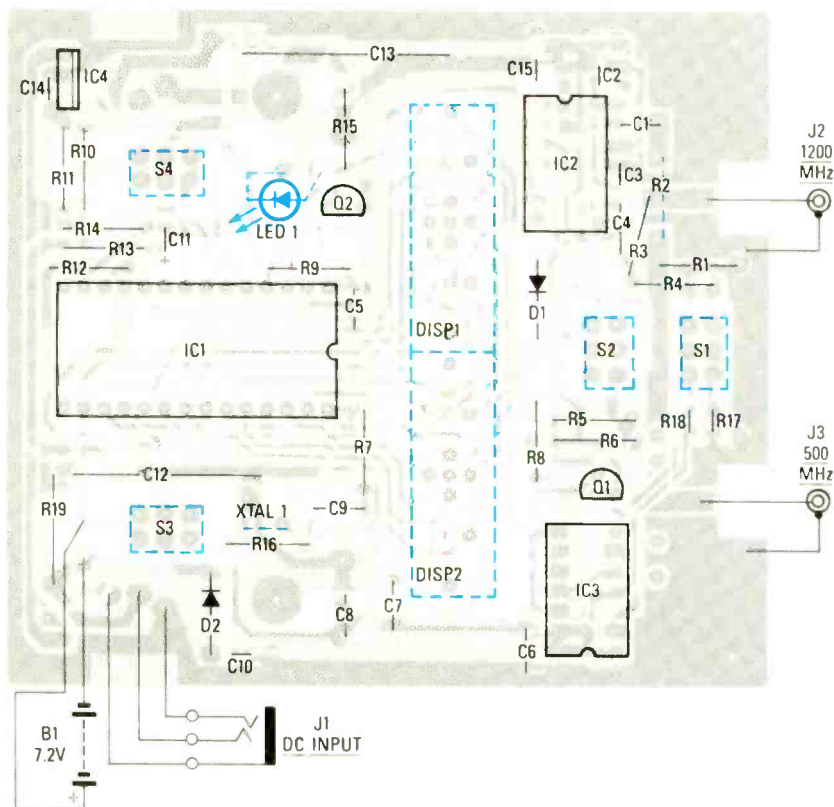 C13
C15
C2
C14
C4
R15
C1
J2
1200
MHz
R10
R11
S4
IC2
C3
R2
Q2
C4
LED 1
R14
R13
C11
R3
R12
R9
R1
R4
C5
D1
DISP1
IC1
S2
S1
R5
R18
R17
R7
R6
R8
J3
500
MHz
C12
R19
XTAL 1
C9
Q1
S3
R16
DISP2
IC3
D2
C8
C7
C10
C6
B1
7.2V
J1
DC INPUT
+